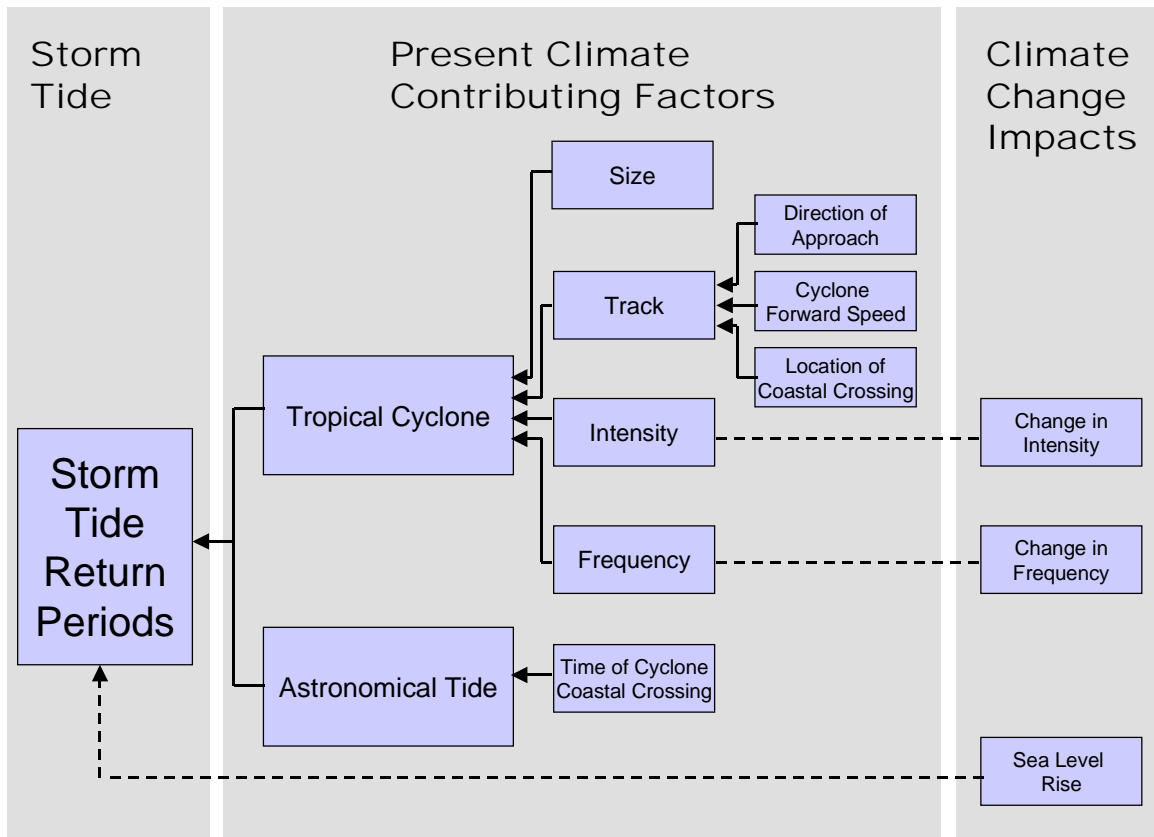 Storm
Tide
Present Climate
Contributing Factors
Climate
Change
Impacts
Size
Direction of
Approach
Track
Cyclone
Forward Speed
Location of
Coastal Crossing
Tropical Cyclone
Intensity
Change in
Intensity
Storm
Tide
Return
Periods
Frequency
Change in
Frequency
Astronomical Tide
Time of Cyclone
Coastal Crossing
Sea Level
Rise